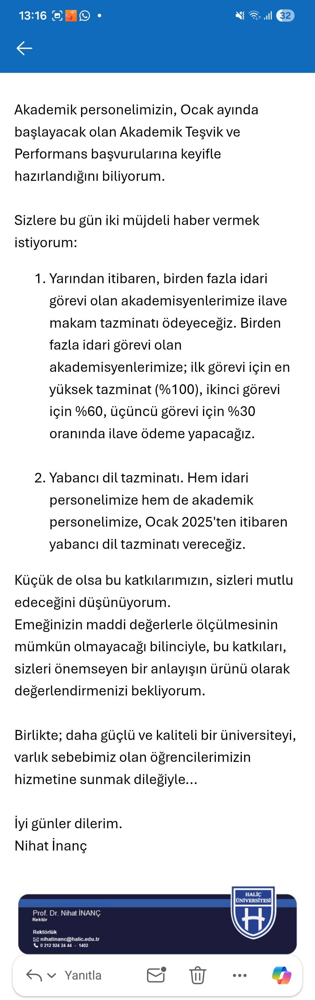 13:16
32
Akademik personelimizin, Ocak ayında
başlayacak olan Akademik Teşvik ve
Performans başvurularına keyifle
hazırlandığını biliyorum.
Sizlere bu gün iki müjdeli haber vermek
istiyorum:
1. Yarından itibaren, birden fazla idari
görevi olan akademisyenlerimize ilave
makam tazminatı ödeyeceğiz. Birden
fazla idari görevi olan
akademisyenlerimize; ilk görevi için en
yüksek tazminat (%100), ikinci görevi
için %60, üçüncü görevi için %30
oranında ilave ödeme yapacağız.
2. Yabancı dil tazminatı. Hem idari
personelimize hem de akademik
personelimize, Ocak 2025'ten itibaren
yabancı dil tazminatı vereceğiz.
Küçük de olsa bu katkılarımızın, sizleri mutlu
edeceğini düşünüyorum.
Emeğinizin maddi değerlerle ölçülmesinin
mümkün olmayacağı bilinciyle, bu katkıları,
sizleri önemseyen bir anlayışın ürünü olarak
değerlendirmenizi bekliyorum.
Birlikte; daha güçlü ve kaliteli bir üniversiteyi,
varlık sebebimiz olan öğrencilerimizin
hizmetine sunmak dileğiyle...
İyi günler dilerim.
Nihat İnanç
HALİÇ
ÜNİVERSİTESİ
Prof. Dr. Nihat İNANÇ
Rektör
Rektörlük
nihatinanc@halic.edu.tr
0 212 924 24 44 - 1402
Yanıtla